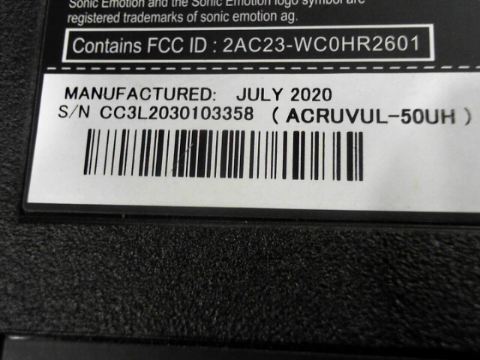 Sonic Emotion and the Sonic Emotion logo symbol are
registered trademarks of sonic emotion ag.
Contains FCC ID : 2AC23-WC0HR2601
MANUFACTURED: JULY 2020
S/N CC3L2030103358 ( ACRUVUL-50UH )